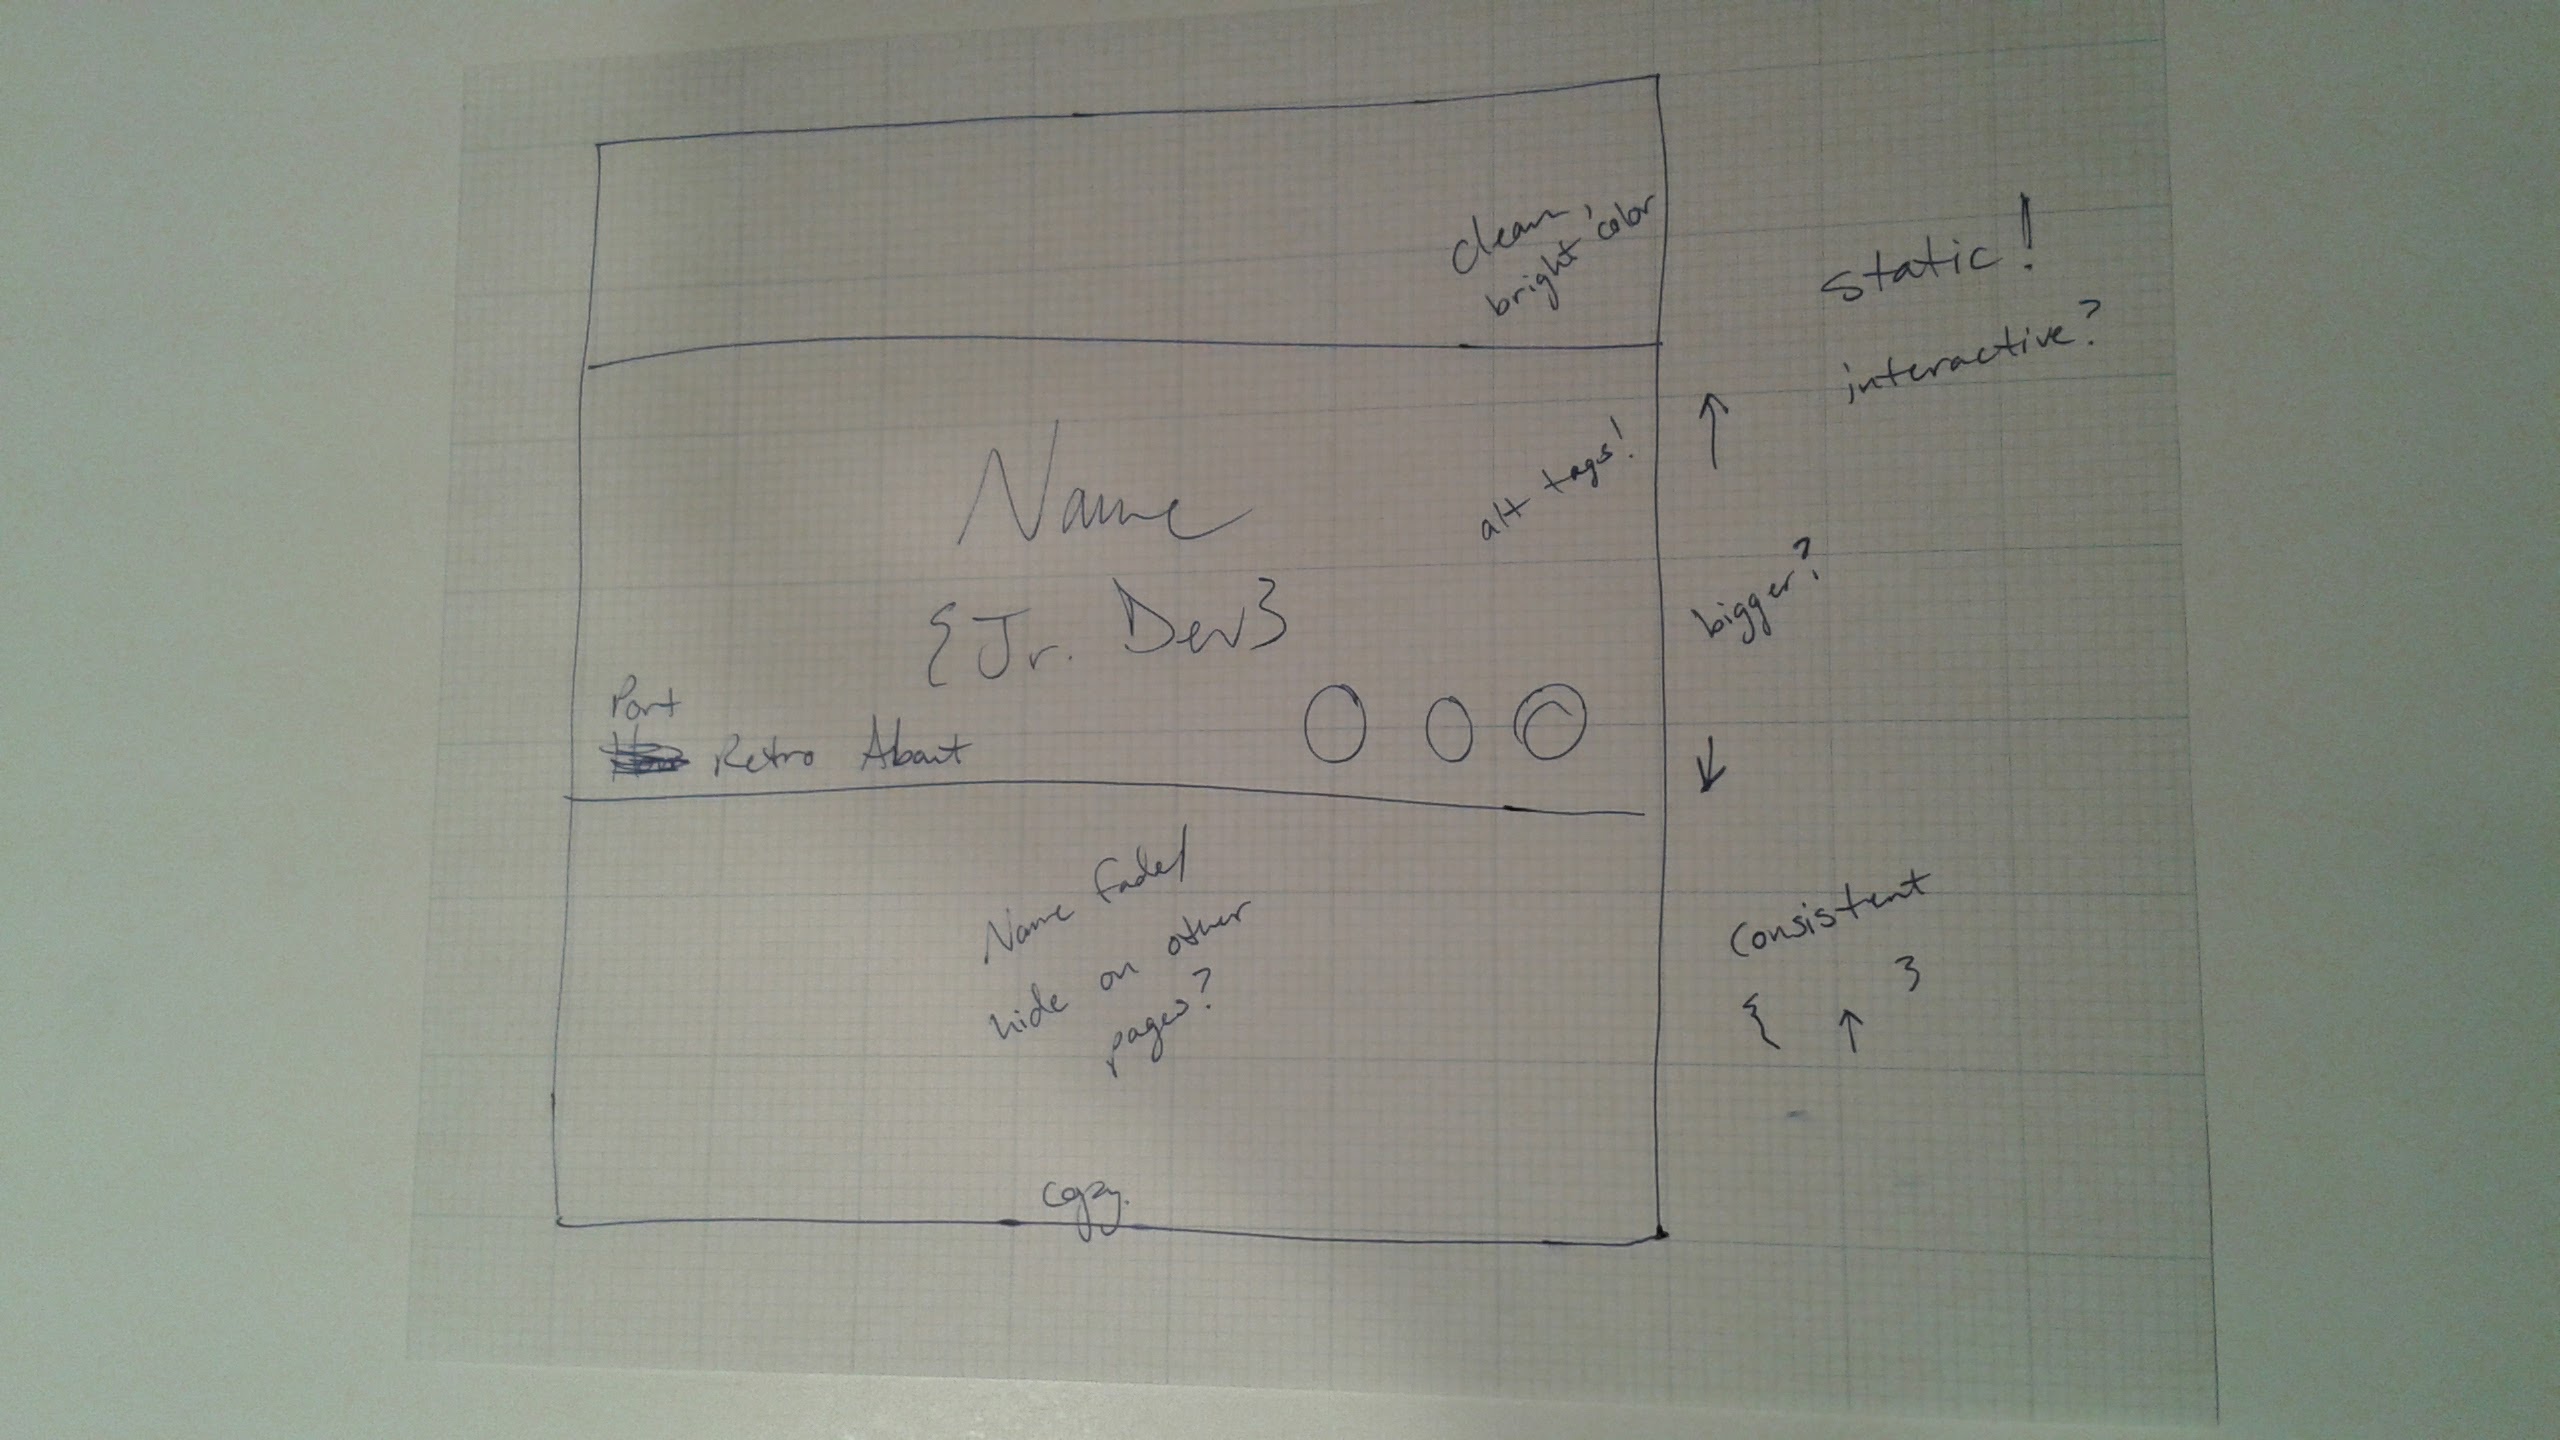 clean,
bright color
static!
interactive?
Name
alt tags!
{Jr. Dev}
bigger?
Port
Retro About
Name fade/
hide on other
pages?
Consistent
{ ↑ }
copy.